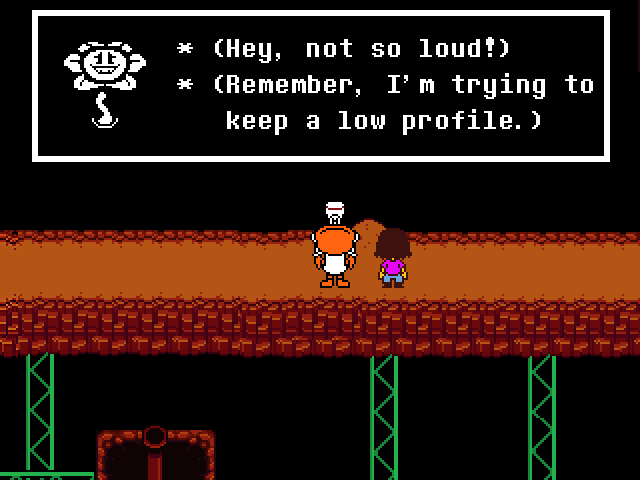 * (Hey, not so loud!)
* (Remember, I'm trying to
keep a low profile.)